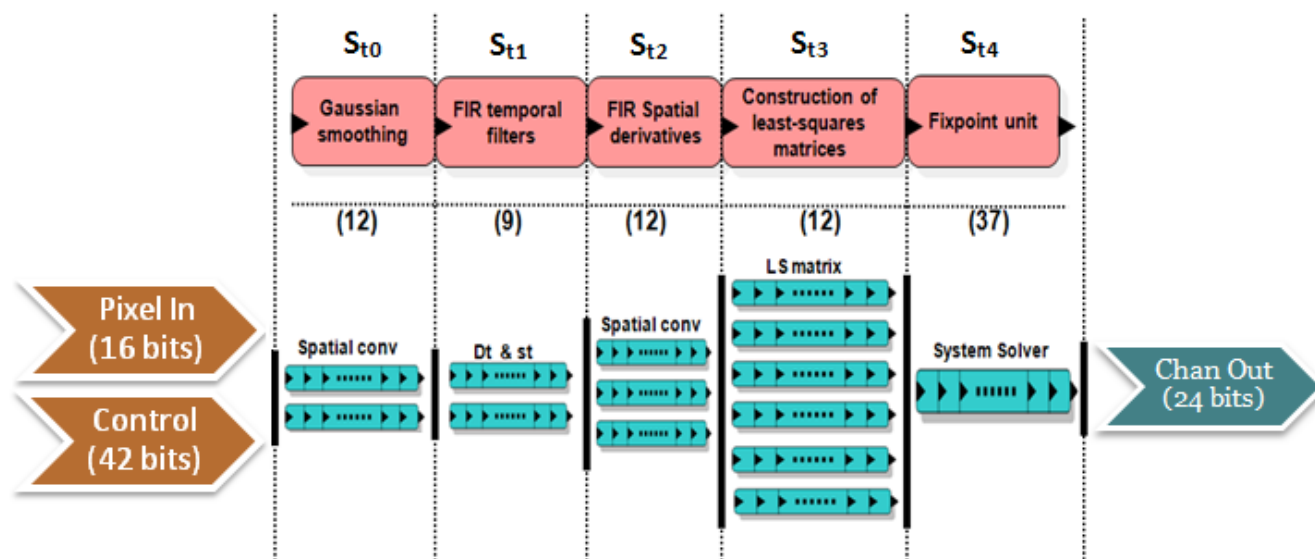 St0 St1 St2 St3 St4
Gaussian smoothing
FIR temporal filters
FIR Spatial derivatives
Construction of least-squares matrices
Fixpoint unit
(12) (9) (12) (12) (37)
Pixel In
(16 bits)
Control
(42 bits)
Spatial conv
Dt & st
Spatial conv
LS matrix
System Solver
Chan Out
(24 bits)